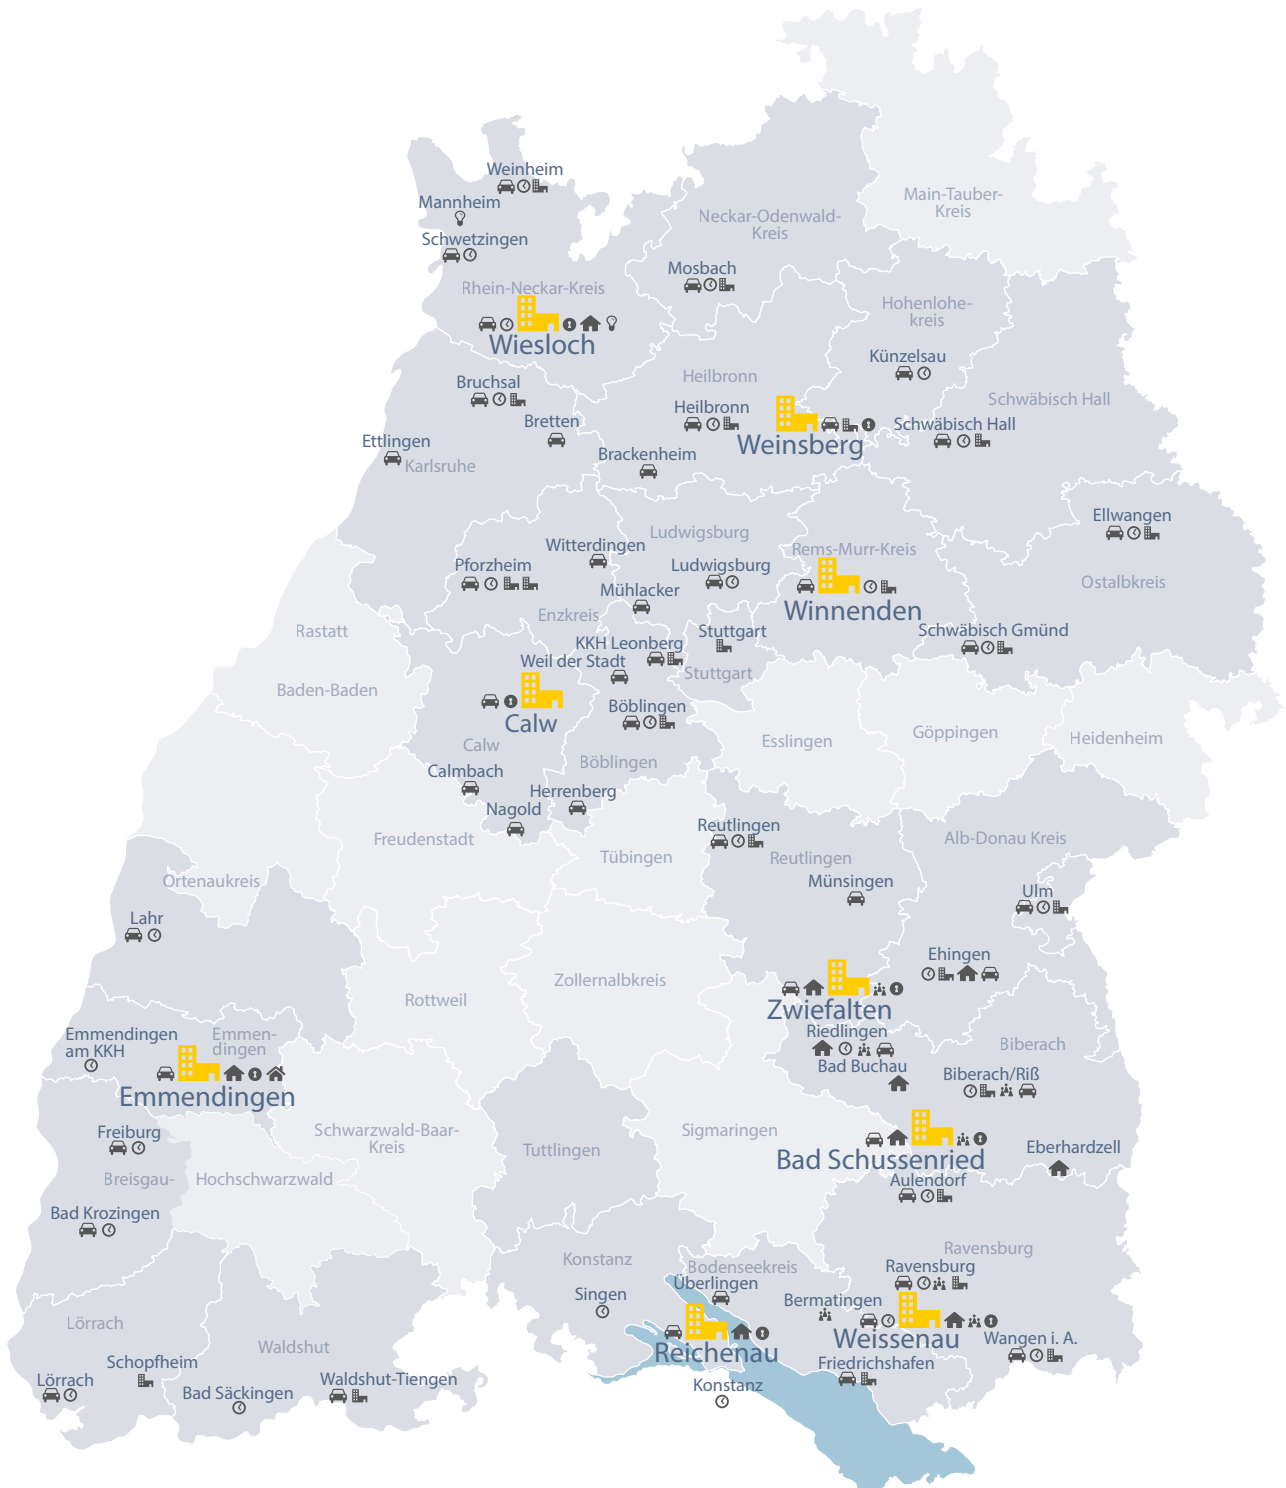 Weinheim
Mannheim
Schwetzingen
Neckar-Odenwald-
Kreis
Main-Tauber-
Kreis
Mosbach
Rhein-Neckar-Kreis
Wiesloch
Hohenlohe-
kreis
Künzelsau
Bruchsal
Bretten
Ettlingen
Karlsruhe
Heilbronn
Heilbronn
Weinsberg
Brackenheim
Schwäbisch Hall
Schwäbisch Hall
Ellwangen
Ostalbkreis
Witterdingen
Pforzheim
Ludwigsburg
Ludwigsburg
Mühlacker
Enzkreis
Rems-Murr-Kreis
Winnenden
Schwäbisch Gmünd
Rastatt
Baden-Baden
KKH Leonberg
Weil der Stadt
Stuttgart
Stuttgart
Calw
Calw
Böblingen
Böblingen
Calmbach
Nagold
Herrenberg
Esslingen
Göppingen
Heidenheim
Freudenstadt
Tübingen
Reutlingen
Reutlingen
Münsingen
Alb-Donau Kreis
Ulm
Ehingen
Ortenaukreis
Lahr
Rottweil
Zollernalbkreis
Zwiefalten
Riedlingen
Bad Buchau
Biberach
Biberach/Riß
Emmendingen
am KKH
Emmen-
dingen
Emmendingen
Freiburg
Breisgau-
Hochschwarzwald
Bad Krozingen
Schwarzwald-Baar-
Kreis
Tuttlingen
Sigmaringen
Bad Schussenried
Eberhardzell
Aulendorf
Ravensburg
Ravensburg
Konstanz
Singen
Bodenseekreis
Überlingen
Bermatingen
Weissenau
Wangen i. A.
Reichenau
Friedrichshafen
Konstanz
Lörrach
Lörrach
Schopfheim
Waldshut
Bad Säckingen
Waldshut-Tiengen